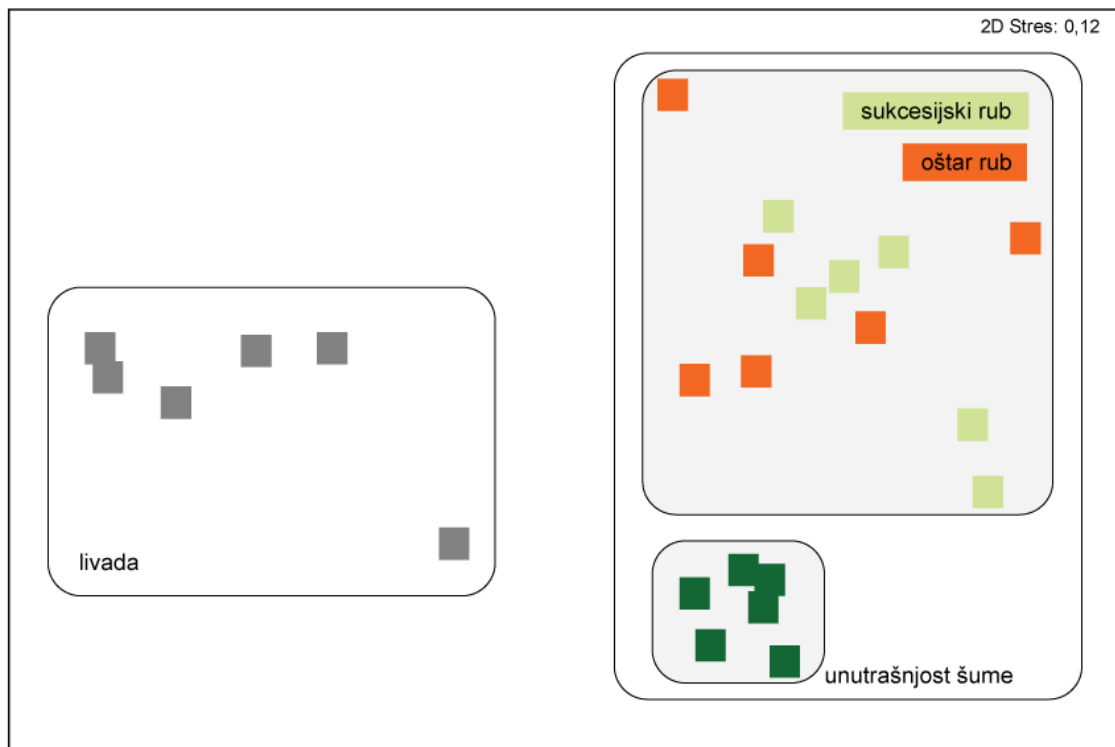 2D Stres: 0,12
sukcesijski rub
oštar rub
livada
unutrašnjost šume